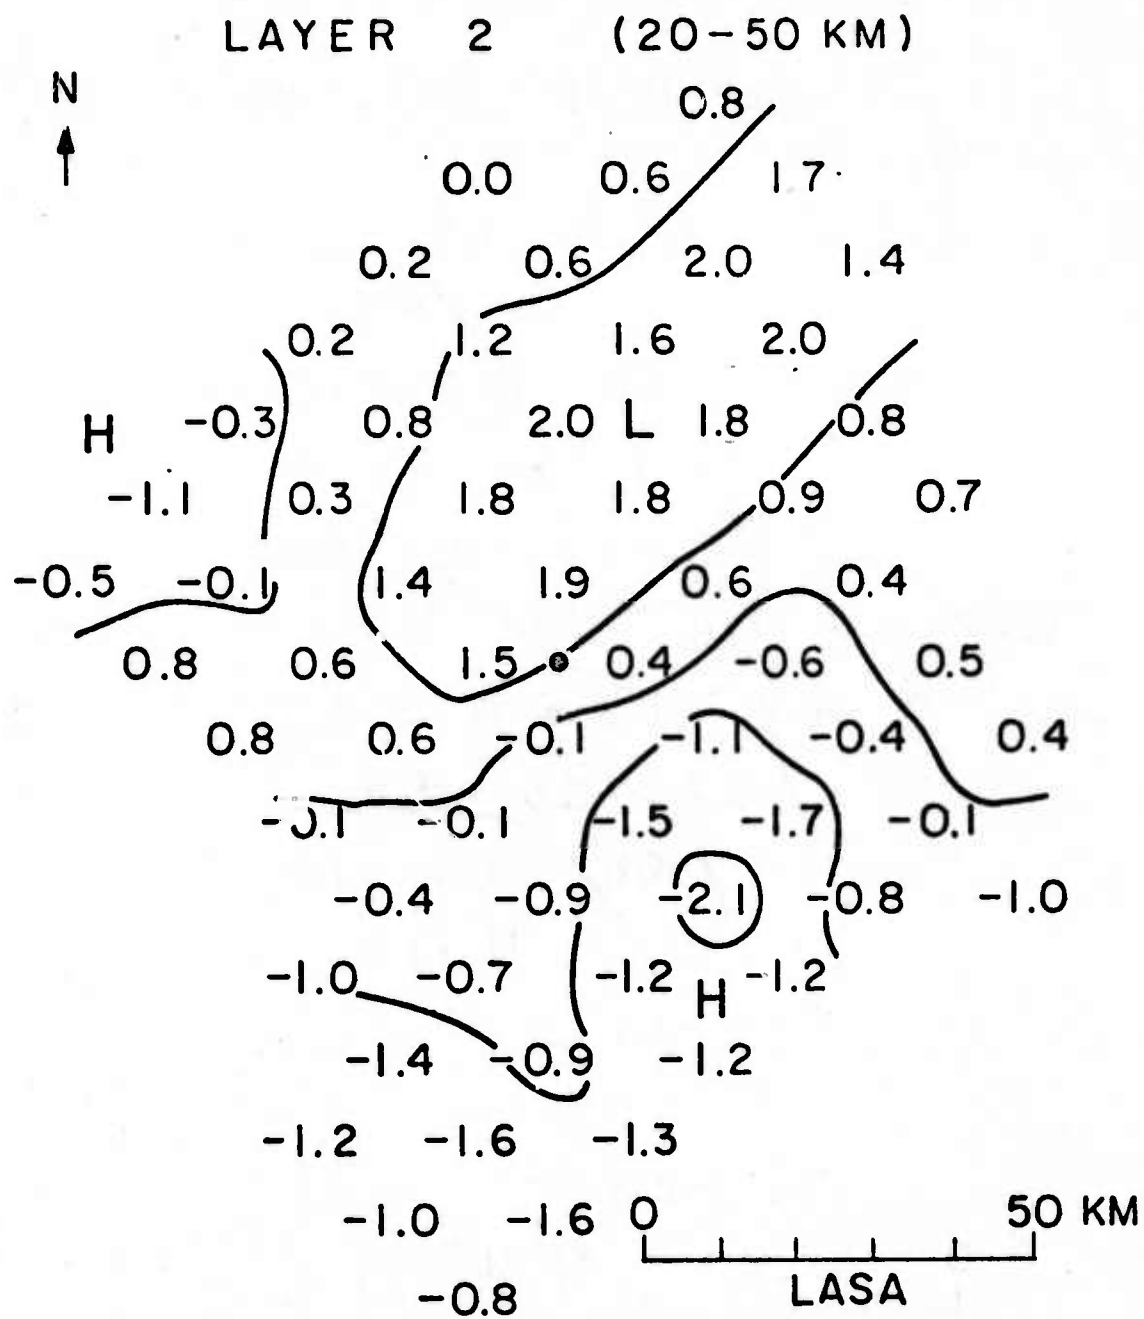 LAYER 2 (20-50 KM)
N
0.8
0.0 0.6 1.7
0.2 0.6 2.0 1.4
0.2 1.2 1.6 2.0
H -0.3 0.8 2.0 L 1.8 0.8
-1.1 0.3 1.8 1.8 0.9 0.7
-0.5 -0.1 1.4 1.9 0.6 0.4
0.8 0.6 1.5 0.4 -0.6 0.5
0.8 0.6 -0.1 -1.1 -0.4 0.4
-0.1 -0.1 -1.5 -1.7 -0.1
-0.4 -0.9 -2.1 -0.8 -1.0
-1.0 -0.7 -1.2 H -1.2
-1.4 -0.9 -1.2
-1.2 -1.6 -1.3
-1.0 -1.6 0 50 KM
LASA
-0.8